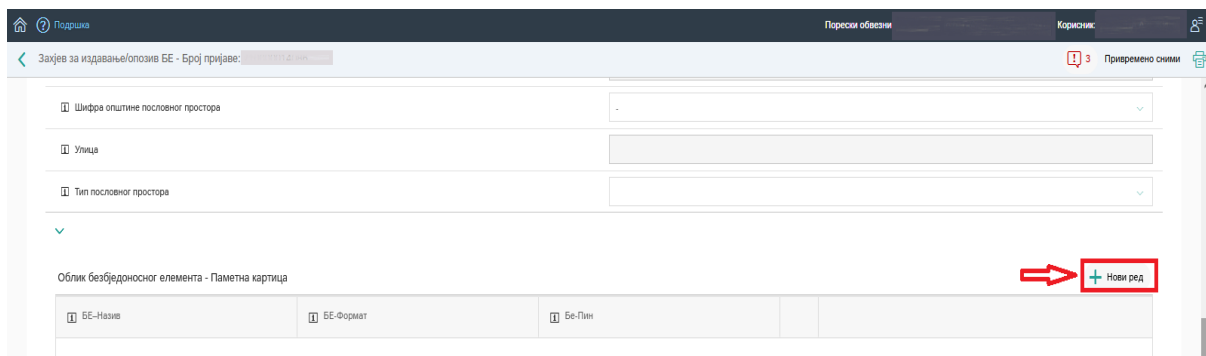 Подршка Порески обвезни Корисник:
Захјев за издавање/опозив БЕ - Број пријаве: 3 Привремено сними
Шифра општине пословног простора -
Улица
Тип пословног простора
Облик безбједоносног елемента - Паметна картица Нови ред
БЕ–Назив БЕ-Формат Бе-Пин